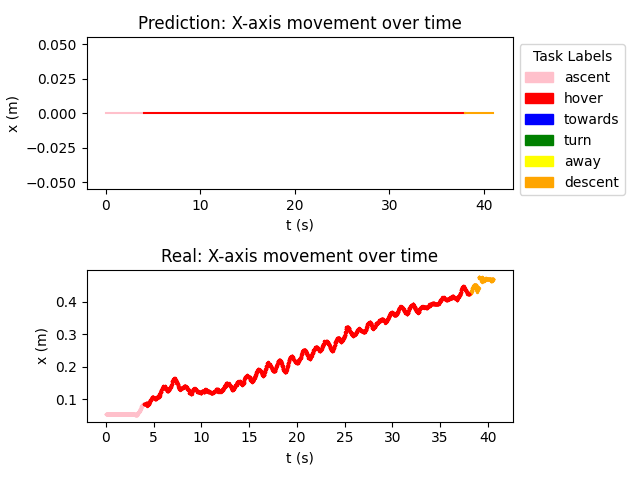 Prediction: X-axis movement over time
0.050
0.025
0.000
−0.025
−0.050
x (m)
0 10 20 30 40
t (s)
Task Labels
ascent
hover
towards
turn
away
descent
Real: X-axis movement over time
0.4
0.3
0.2
0.1
x (m)
0 5 10 15 20 25 30 35 40
t (s)